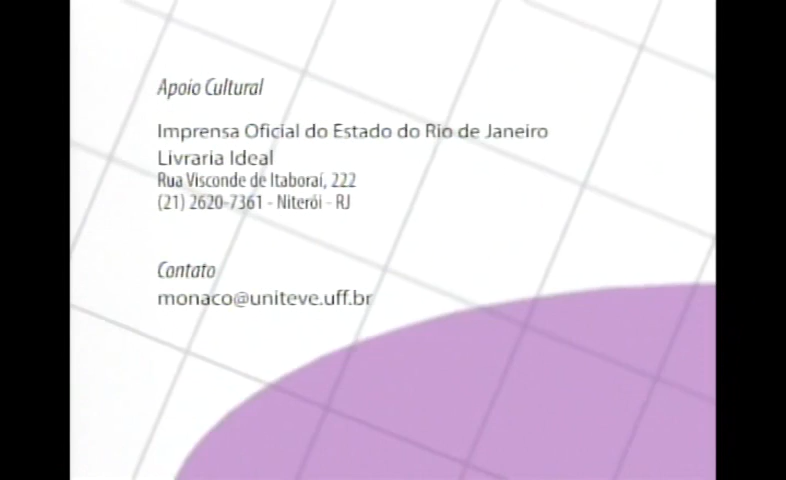 Apoio Cultural
Imprensa Oficial do Estado do Rio de Janeiro
Livraria Ideal
Rua Visconde de Itaboraí, 222
(21) 2620-7361 - Niterói - RJ
Contato
monaco@uniteve.uff.br